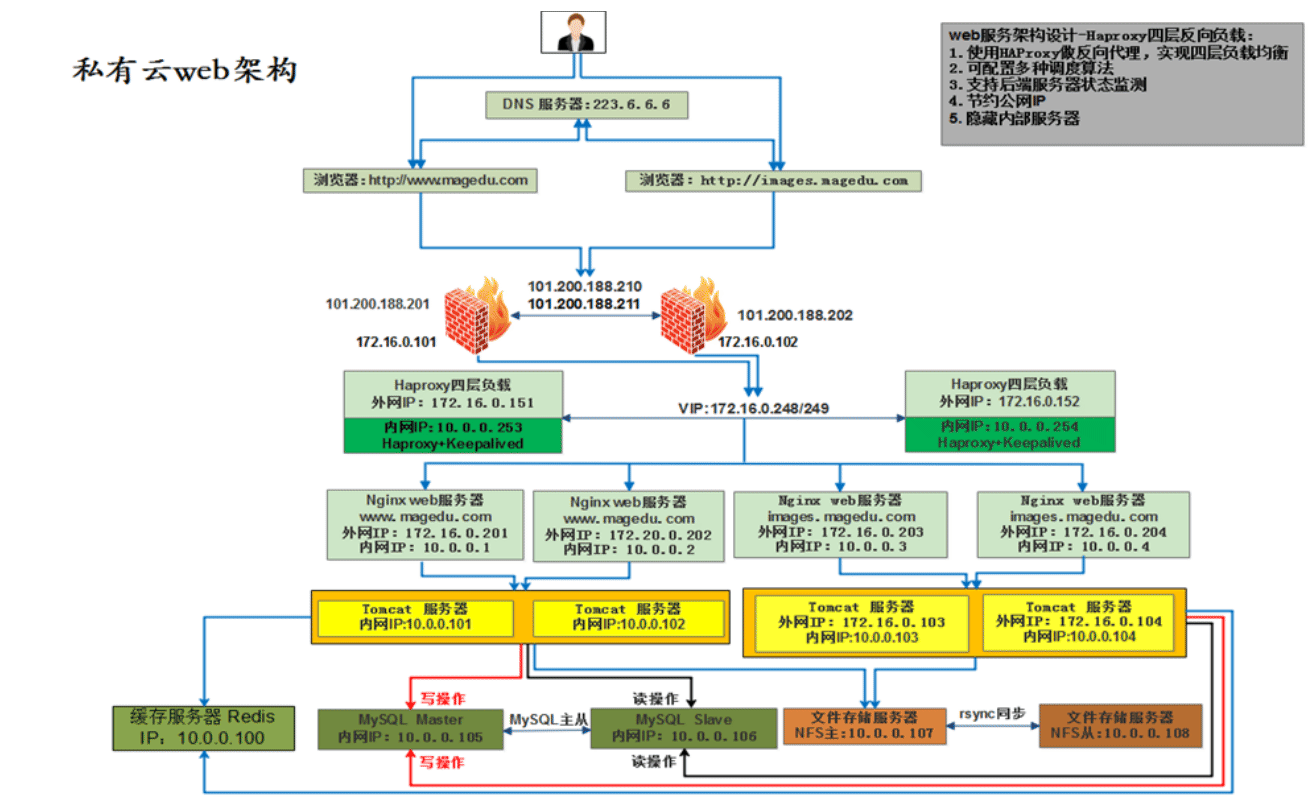 私有云web架构
web服务架构设计-Haproxy四层反向负载：
1. 使用HAProxy做反向代理，实现四层负载均衡
2. 可配置多种调度算法
3. 支持后端服务器状态监测
4. 节约公网IP
5. 隐藏内部服务器
DNS 服务器:223.6.6.6
浏览器:http://www.magedu.com
浏览器: http://images.magedu.com
101.200.188.210
101.200.188.211
101.200.188.201
101.200.188.202
172.16.0.101
172.16.0.102
Haproxy四层负载
外网IP: 172.16.0.151
内网IP:10.0.0.253
Haproxy+Keepalived
VIP:172.16.0.248/249
Haproxy四层负载
外网IP: 172.16.0.152
内网IP:10.0.0.254
Haproxy+Keepalived
Nginx web服务器
www.magedu.com
外网IP: 172.16.0.201
内网IP: 10.0.0.1
Nginx web服务器
www.magedu.com
外网IP: 172.20.0.202
内网IP: 10.0.0.2
Nginx web服务器
images.magedu.com
外网IP: 172.16.0.203
内网IP: 10.0.0.3
Nginx web服务器
images.magedu.com
外网IP: 172.16.0.204
内网IP: 10.0.0.4
Tomcat 服务器
内网IP:10.0.0.101
Tomcat 服务器
内网IP:10.0.0.102
Tomcat 服务器
外网IP: 172.16.0.103
内网IP:10.0.0.103
Tomcat 服务器
外网IP: 172.16.0.104
内网IP:10.0.0.104
写操作
读操作
缓存服务器 Redis
IP: 10.0.0.100
MySQL Master
内网IP: 10.0.0.105
MySQL主从
MySQL Slave
内网IP: 10.0.0.106
文件存储服务器
NFS主:10.0.0.107
rsync同步
文件存储服务器
NFS从:10.0.0.108
写操作
读操作